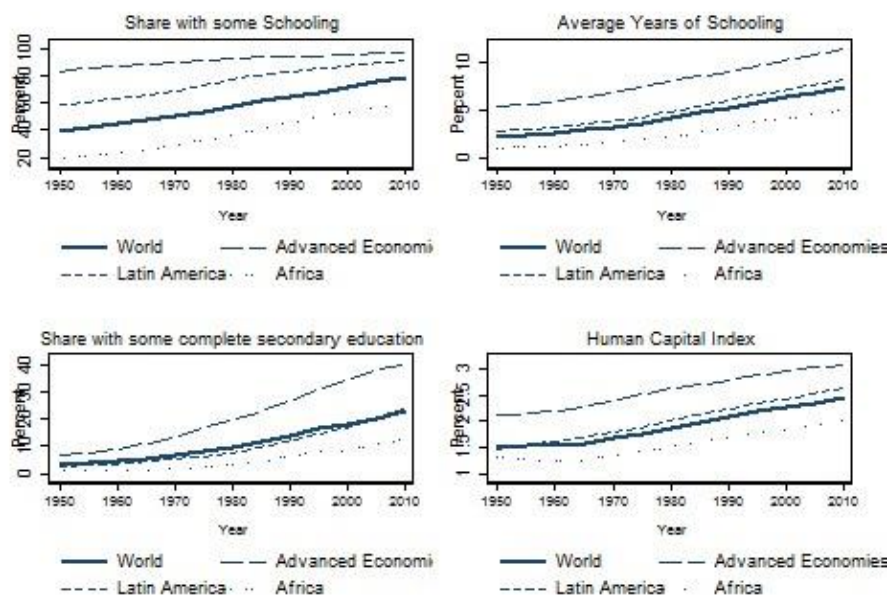 Share with some Schooling
Percent
20 40 60 80 100
1950 1960 1970 1980 1990 2000 2010
Year
World Advanced Economi
Latin America Africa
Average Years of Schooling
Percent
0 5 10
1950 1960 1970 1980 1990 2000 2010
Year
World Advanced Economies
Latin America Africa
Share with some complete secondary education
Percent
0 10 20 30 40
1950 1960 1970 1980 1990 2000 2010
Year
World Advanced Economi
Latin America Africa
Human Capital Index
Percent
1 1.5 2 2.5 3
1950 1960 1970 1980 1990 2000 2010
Year
World Advanced Economies
Latin America Africa